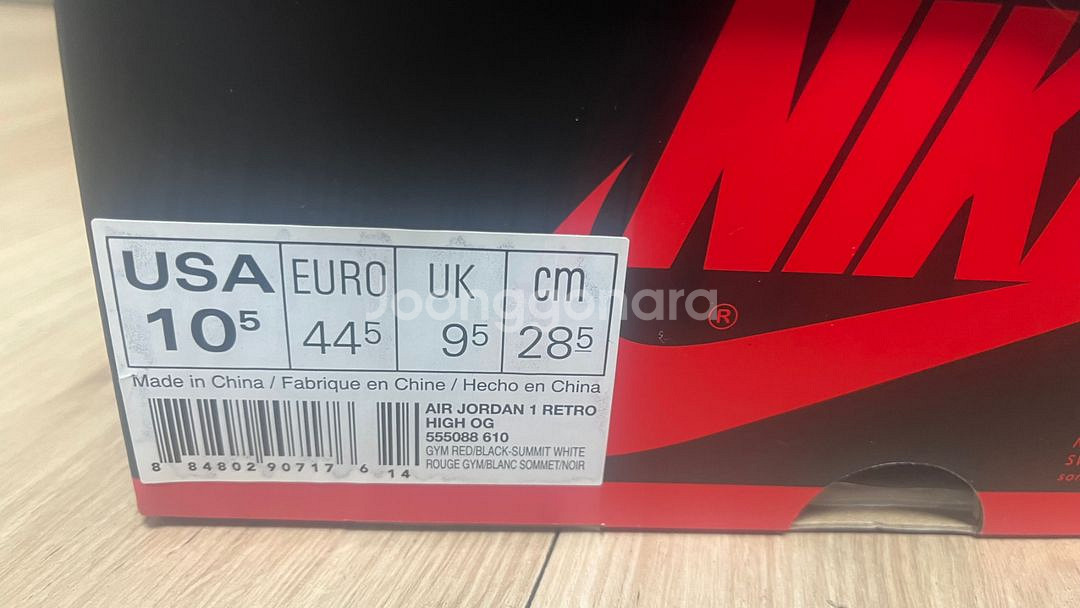 NIK
®
USA EURO UK cm
10⁵ 44⁵ 9⁵ 28⁵
Made in China / Fabrique en Chine / Hecho en China
AIR JORDAN 1 RETRO
HIGH OG
555088 610
GYM RED/BLACK-SUMMIT WHITE
ROUGE GYM/BLANC SOMMET/NOIR
8 84802 90717 6 14
Joonggonara